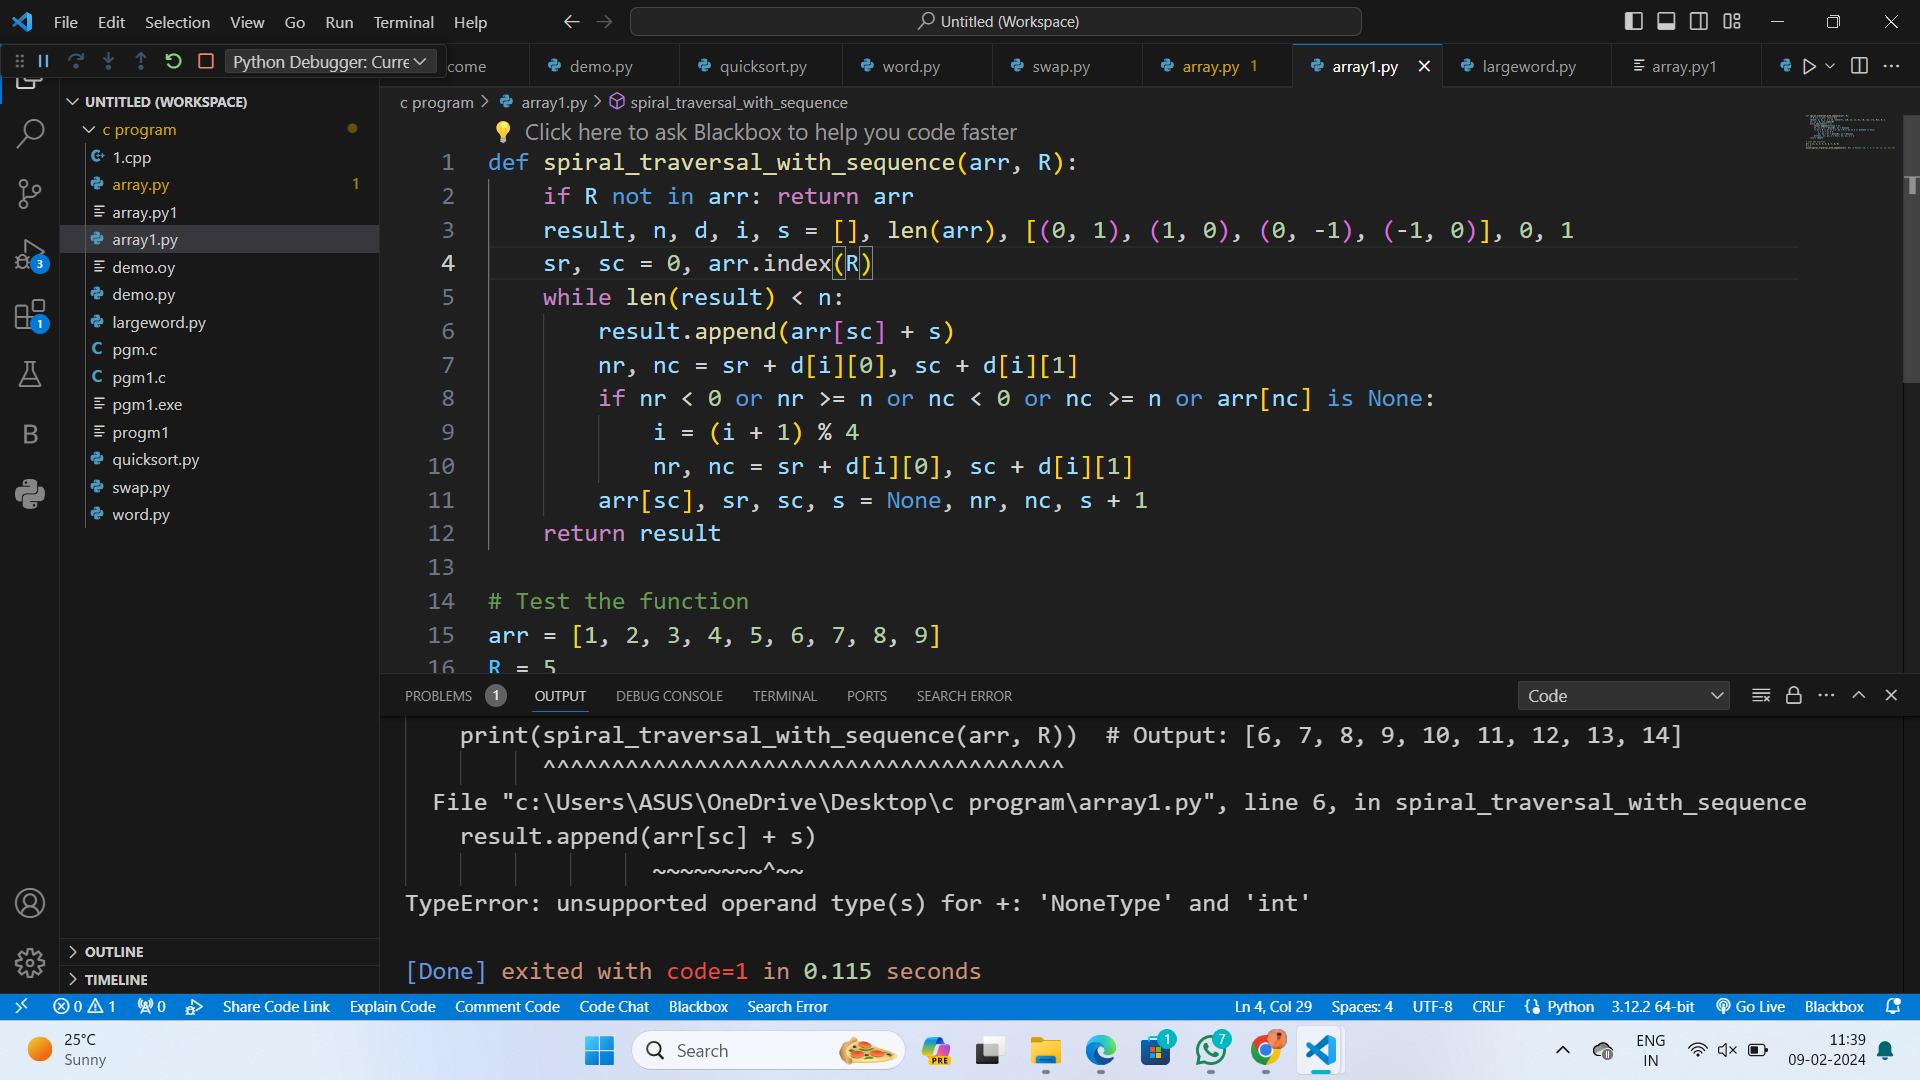 File Edit Selection View Go Run Terminal Help
Untitled (Workspace)
Python Debugger: Curre
come
demo.py
quicksort.py
word.py
swap.py
array.py 1
array1.py
largeword.py
array.py1
UNTITLED (WORKSPACE)
c program
1.cpp
array.py 1
array.py1
array1.py
demo.oy
demo.py
largeword.py
pgm.c
pgm1.c
pgm1.exe
progm1
quicksort.py
swap.py
word.py
OUTLINE
TIMELINE
3
1
c program > array1.py > spiral_traversal_with_sequence
Click here to ask Blackbox to help you code faster
1 def spiral_traversal_with_sequence(arr, R):
2 if R not in arr: return arr
3 result, n, d, i, s = [], len(arr), [(0, 1), (1, 0), (0, -1), (-1, 0)], 0, 1
4 sr, sc = 0, arr.index(R)
5 while len(result) < n:
6 result.append(arr[sc] + s)
7 nr, nc = sr + d[i][0], sc + d[i][1]
8 if nr < 0 or nr >= n or nc < 0 or nc >= n or arr[nc] is None:
9 i = (i + 1) % 4
10 nr, nc = sr + d[i][0], sc + d[i][1]
11 arr[sc], sr, sc, s = None, nr, nc, s + 1
12 return result
13
14 # Test the function
15 arr = [1, 2, 3, 4, 5, 6, 7, 8, 9]
16 R = 5
PROBLEMS 1 OUTPUT DEBUG CONSOLE TERMINAL PORTS SEARCH ERROR
Code
print(spiral_traversal_with_sequence(arr, R)) # Output: [6, 7, 8, 9, 10, 11, 12, 13, 14]
^^^^^^^^^^^^^^^^^^^^^^^^^^^^^^^^^^^^^^
File "c:\Users\ASUS\OneDrive\Desktop\c program\array1.py", line 6, in spiral_traversal_with_sequence
result.append(arr[sc] + s)
~~~~~~~~^~~
TypeError: unsupported operand type(s) for +: 'NoneType' and 'int'
[Done] exited with code=1 in 0.115 seconds
0 1 0 Share Code Link Explain Code Comment Code Code Chat Blackbox Search Error
Ln 4, Col 29 Spaces: 4 UTF-8 CRLF Python 3.12.2 64-bit Go Live Blackbox
25°C
Sunny
Search
PRE
1
7
ENG
IN
11:39
09-02-2024